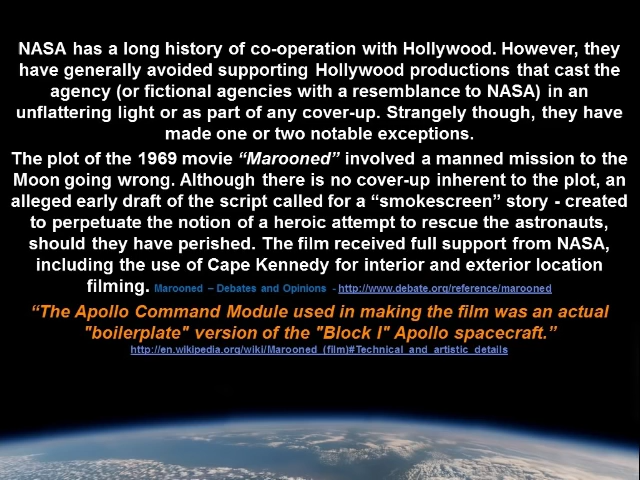 NASA has a long history of co-operation with Hollywood. However, they
have generally avoided supporting Hollywood productions that cast the
agency (or fictional agencies with a resemblance to NASA) in an
unflattering light or as part of any cover-up. Strangely though, they have
made one or two notable exceptions.
The plot of the 1969 movie “Marooned” involved a manned mission to the
Moon going wrong. Although there is no cover-up inherent to the plot, an
alleged early draft of the script called for a “smokescreen” story - created
to perpetuate the notion of a heroic attempt to rescue the astronauts,
should they have perished. The film received full support from NASA,
including the use of Cape Kennedy for interior and exterior location
filming. Marooned – Debates and Opinions - http://www.debate.org/reference/marooned
“The Apollo Command Module used in making the film was an actual
"boilerplate" version of the "Block I" Apollo spacecraft.”
http://en.wikipedia.org/wiki/Marooned_(film)#Technical_and_artistic_details